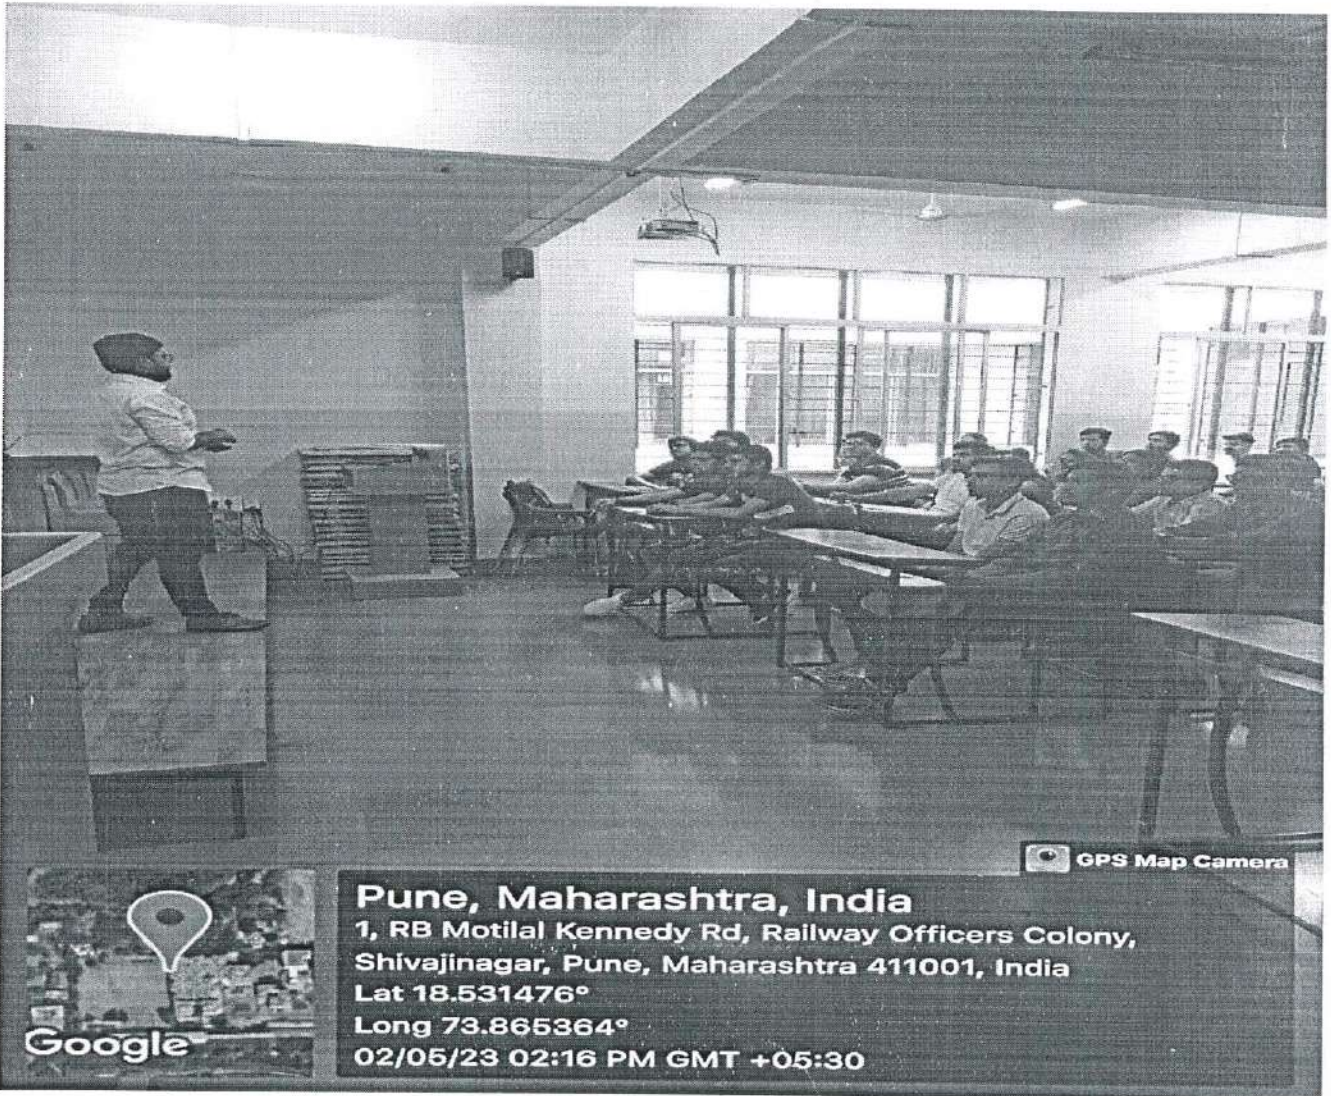 GPS Map Camera
Pune, Maharashtra, India
1, RB Motilal Kennedy Rd, Railway Officers Colony,
Shivajinagar, Pune, Maharashtra 411001, India
Lat 18.531476°
Long 73.865364°
02/05/23 02:16 PM GMT +05:30
Google